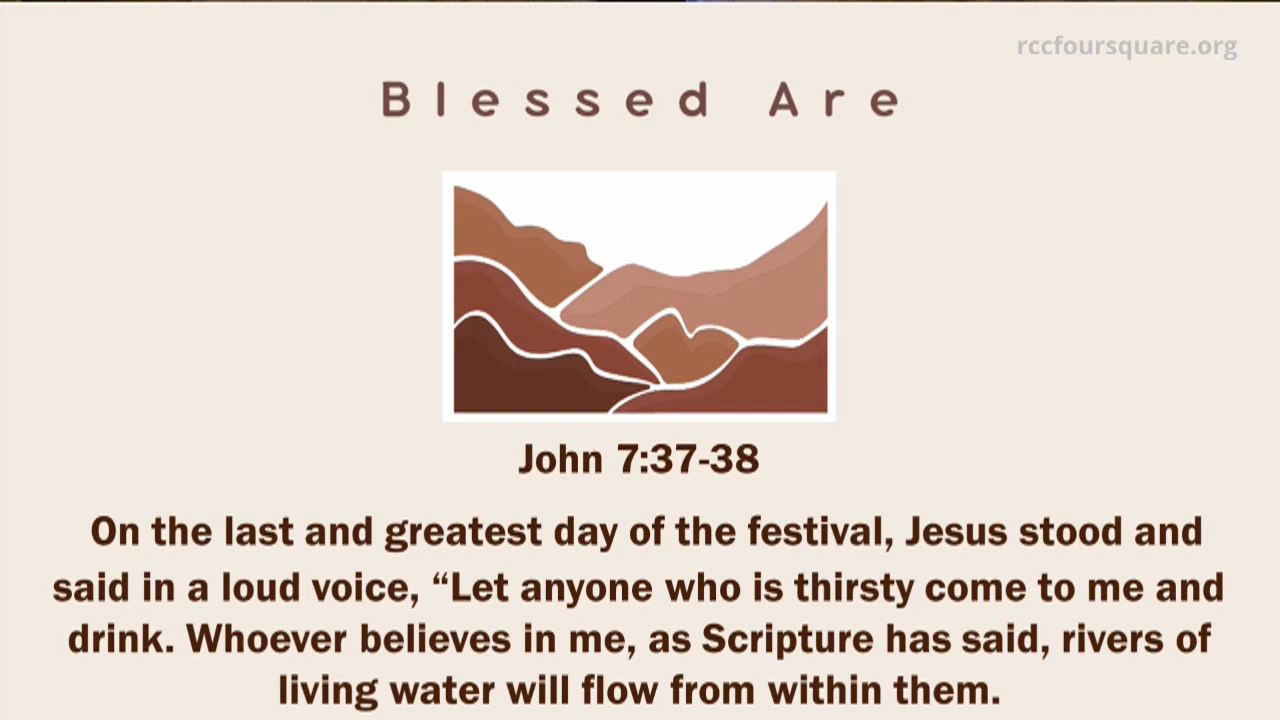 rccfoursquare.org
Blessed Are
John 7:37-38
On the last and greatest day of the festival, Jesus stood and
said in a loud voice, “Let anyone who is thirsty come to me and
drink. Whoever believes in me, as Scripture has said, rivers of
living water will flow from within them.